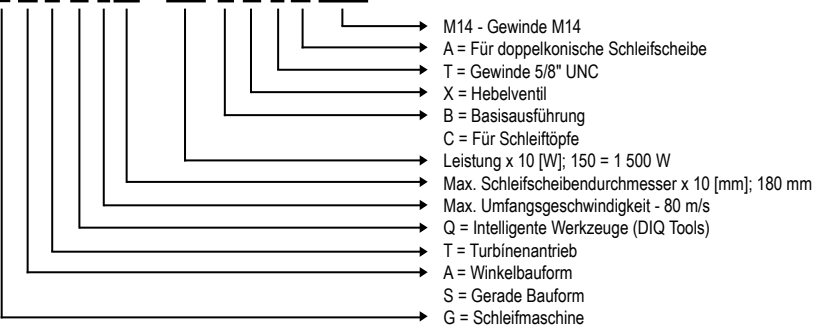 M14 - Gewinde M14
A = Für doppelkonische Schleifscheibe
T = Gewinde 5/8" UNC
X = Hebelventil
B = Basisausführung
C = Für Schleiftöpfe
Leistung x 10 [W]; 150 = 1 500 W
Max. Schleifscheibendurchmesser x 10 [mm]; 180 mm
Max. Umfangsgeschwindigkeit - 80 m/s
Q = Intelligente Werkzeuge (DIQ Tools)
T = Turbínenantrieb
A = Winkelbauform
S = Gerade Bauform
G = Schleifmaschine